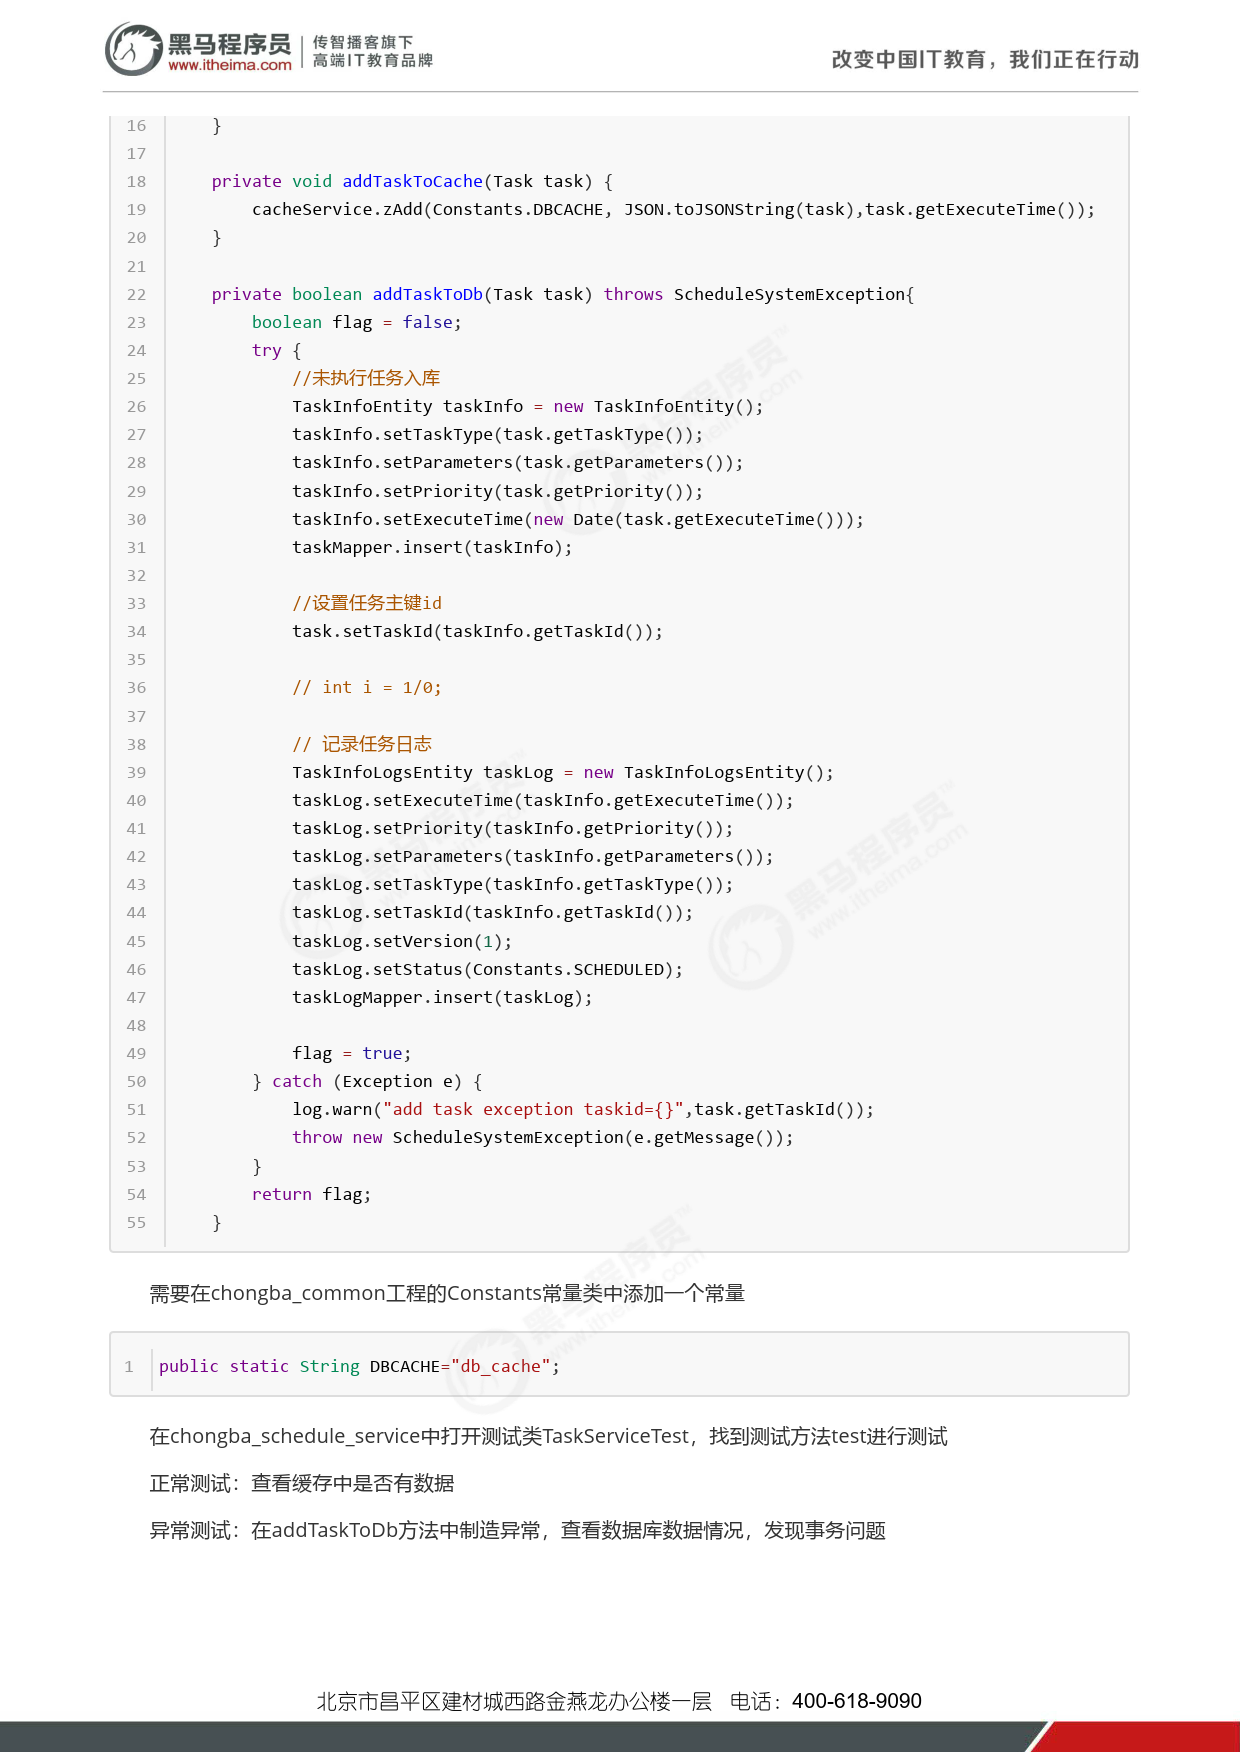 黑马程序员 传智播客旗下
www.itheima.com 高端IT教育品牌
改变中国IT教育，我们正在行动
16     }
17
18     private void addTaskToCache(Task task) {
19         cacheService.zAdd(Constants.DBCACHE, JSON.toJSONString(task),task.getExecuteTime());
20     }
21
22     private boolean addTaskToDb(Task task) throws ScheduleSystemException{
23         boolean flag = false;
24         try {
25             //未执行任务入库
26             TaskInfoEntity taskInfo = new TaskInfoEntity();
27             taskInfo.setTaskType(task.getTaskType());
28             taskInfo.setParameters(task.getParameters());
29             taskInfo.setPriority(task.getPriority());
30             taskInfo.setExecuteTime(new Date(task.getExecuteTime()));
31             taskMapper.insert(taskInfo);
32
33             //设置任务主键id
34             task.setTaskId(taskInfo.getTaskId());
35
36             // int i = 1/0;
37
38             // 记录任务日志
39             TaskInfoLogsEntity taskLog = new TaskInfoLogsEntity();
40             taskLog.setExecuteTime(taskInfo.getExecuteTime());
41             taskLog.setPriority(taskInfo.getPriority());
42             taskLog.setParameters(taskInfo.getParameters());
43             taskLog.setTaskType(taskInfo.getTaskType());
44             taskLog.setTaskId(taskInfo.getTaskId());
45             taskLog.setVersion(1);
46             taskLog.setStatus(Constants.SCHEDULED);
47             taskLogMapper.insert(taskLog);
48
49             flag = true;
50         } catch (Exception e) {
51             log.warn("add task exception taskid={}",task.getTaskId());
52             throw new ScheduleSystemException(e.getMessage());
53         }
54         return flag;
55     }
需要在chongba_common工程的Constants常量类中添加一个常量
1 public static String DBCACHE="db_cache";
在chongba_schedule_service中打开测试类TaskServiceTest，找到测试方法test进行测试
正常测试：查看缓存中是否有数据
异常测试：在addTaskToDb方法中制造异常，查看数据库数据情况，发现事务问题
北京市昌平区建材城西路金燕龙办公楼一层 电话：400-618-9090